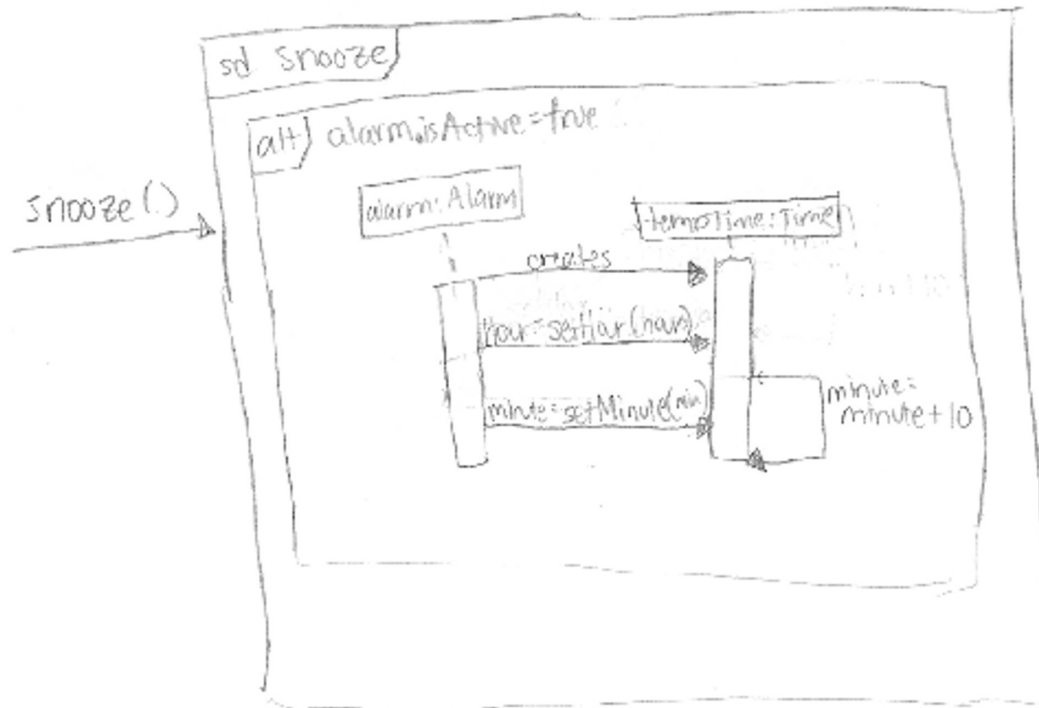 sd snooze
alt alarm.isActive=true
snooze()
alarm:Alarm
tempTime:Time
creates
hour=setHour(hour)
minute=setMinute(min)
minute=
minute+10